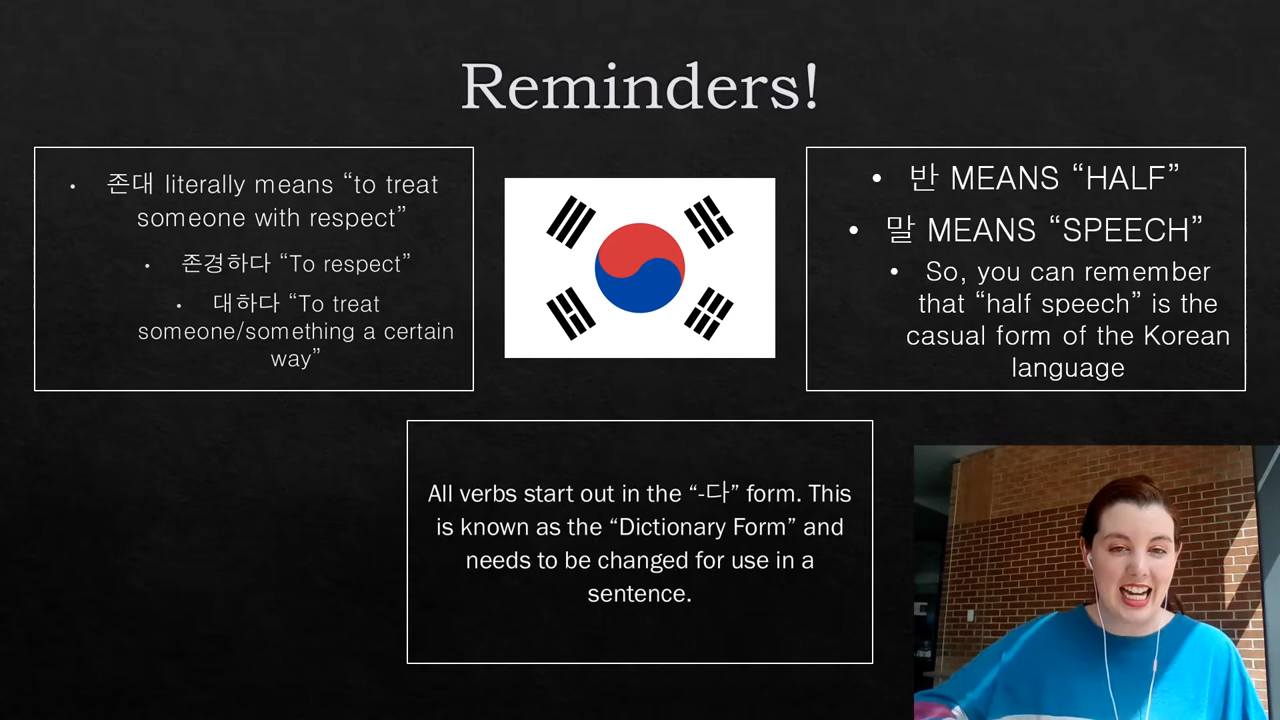 Reminders!
• 존대 literally means “to treat
someone with respect”
• 존경하다 “To respect”
• 대하다 “To treat
someone/something a certain
way”
• 반 MEANS “HALF”
• 말 MEANS “SPEECH”
• So, you can remember
that “half speech” is the
casual form of the Korean
language
All verbs start out in the “-다” form. This
is known as the “Dictionary Form” and
needs to be changed for use in a
sentence.